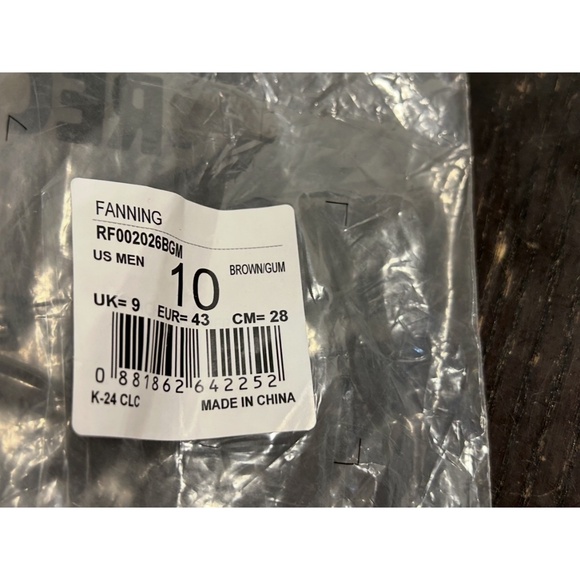 FANNING
RF002026BGM
US MEN 10 BROWN/GUM
UK= 9 EUR= 43 CM= 28
0 881862 642252
K-24 CLC MADE IN CHINA